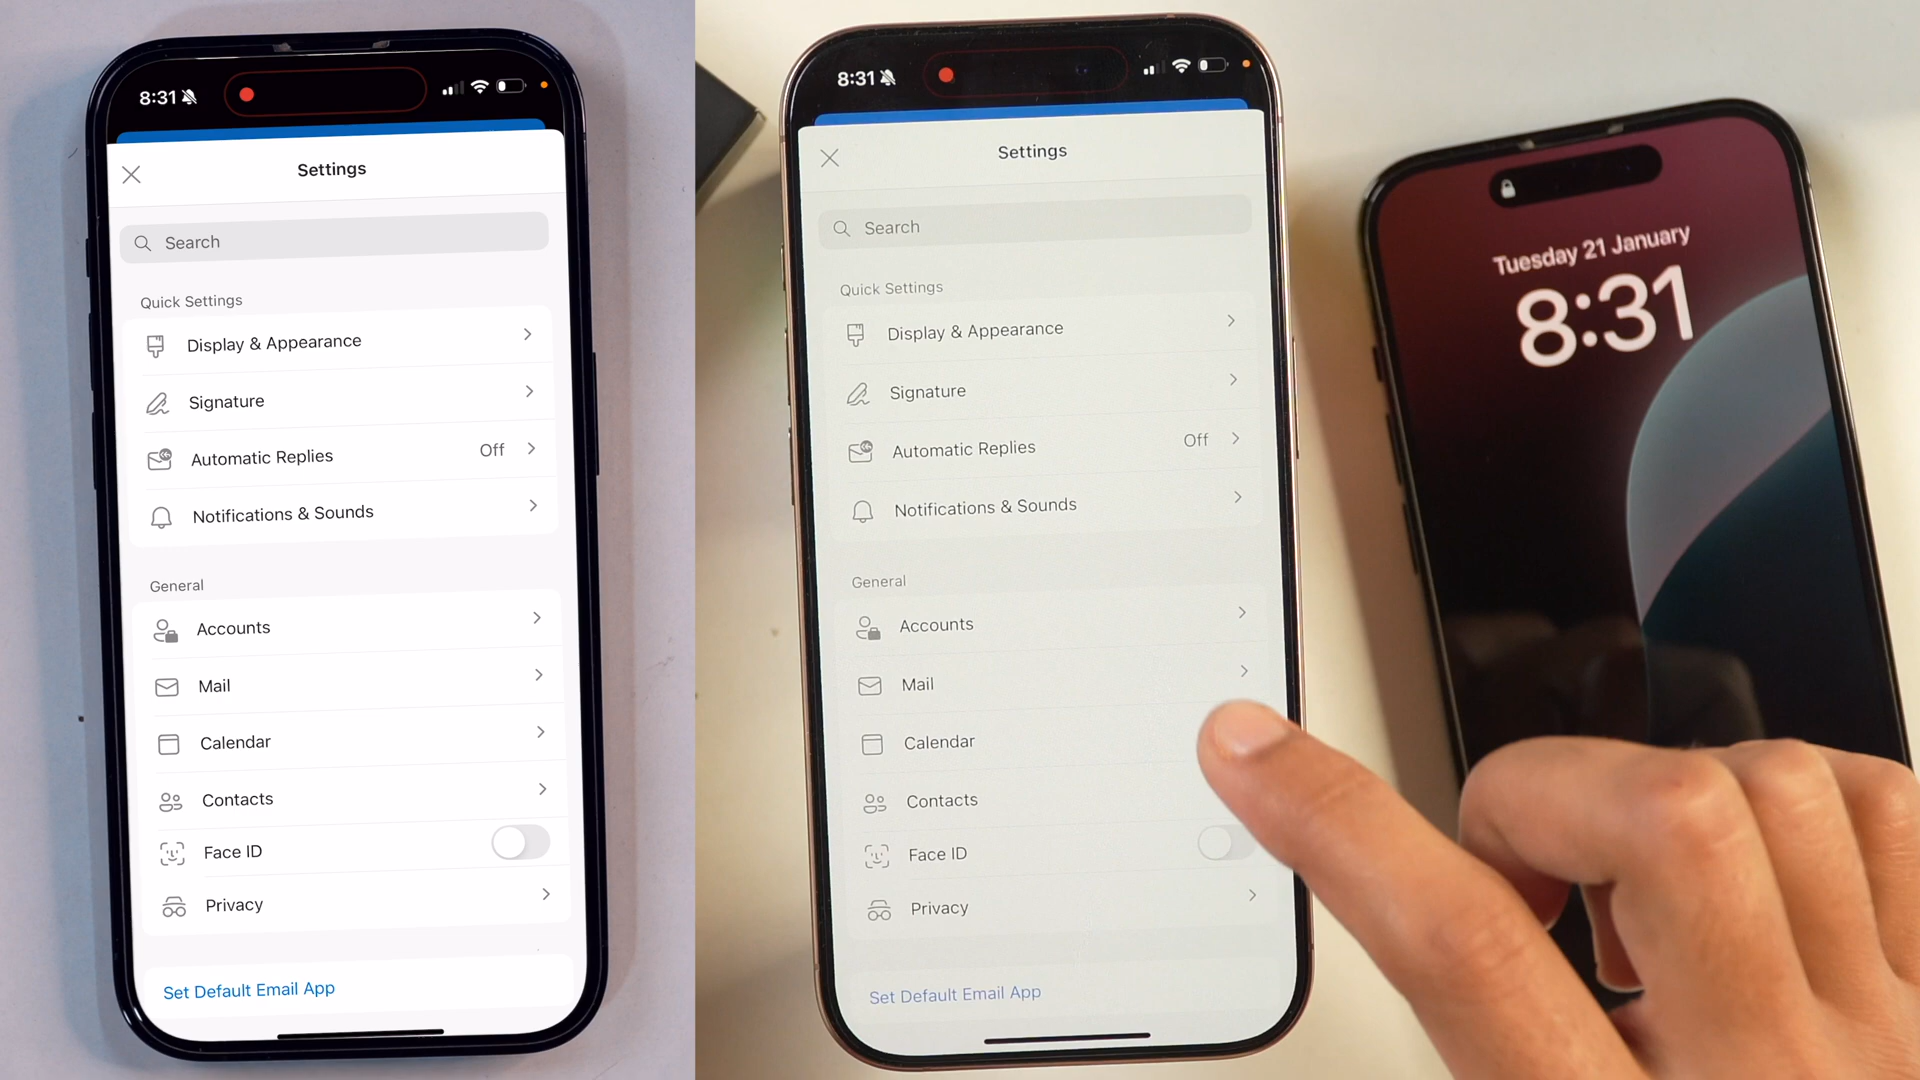 8:31
Settings
Search
Quick Settings
Display & Appearance
Signature
Automatic Replies Off
Notifications & Sounds
General
Accounts
Mail
Calendar
Contacts
Face ID
Privacy
Set Default Email App
8:31
Settings
Search
Quick Settings
Display & Appearance
Signature
Automatic Replies Off
Notifications & Sounds
General
Accounts
Mail
Calendar
Contacts
Face ID
Privacy
Set Default Email App
Tuesday 21 January
8:31